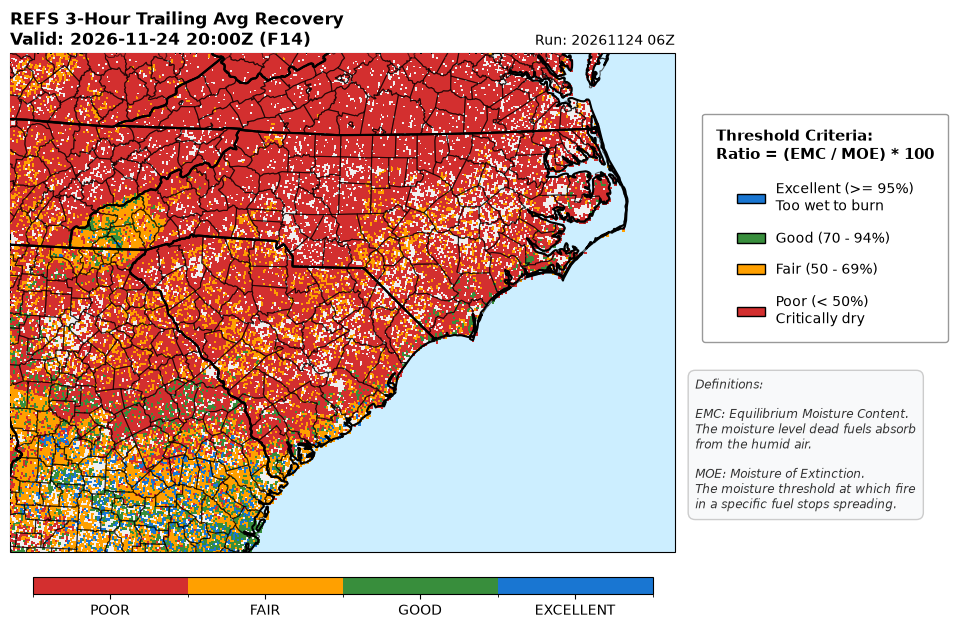 REFS 3-Hour Trailing Avg Recovery
Valid: 2026-11-24 20:00Z (F14)
Run: 20261124 06Z
Threshold Criteria:
Ratio = (EMC / MOE) * 100
Excellent (>= 95%)
Too wet to burn
Good (70 - 94%)
Fair (50 - 69%)
Poor (< 50%)
Critically dry
Definitions:
EMC: Equilibrium Moisture Content.
The moisture level dead fuels absorb
from the humid air.
MOE: Moisture of Extinction.
The moisture threshold at which fire
in a specific fuel stops spreading.
POOR
FAIR
GOOD
EXCELLENT